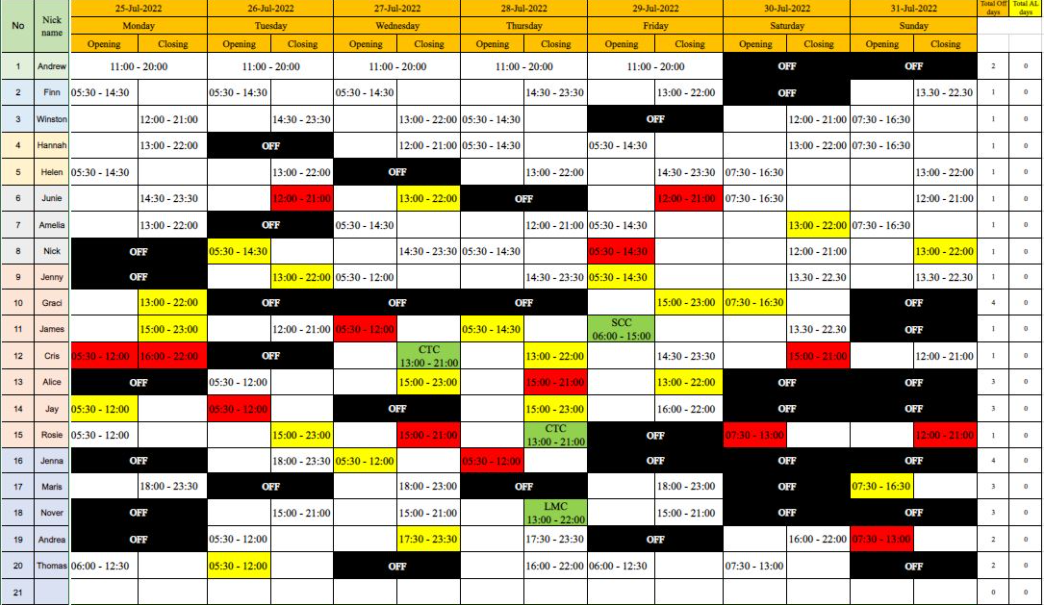 No Nick name 25-Jul-2022 26-Jul-2022 27-Jul-2022 28-Jul-2022 29-Jul-2022 30-Jul-2022 31-Jul-2022 Total Off days Total AL days
Monday Tuesday Wednesday Thursday Friday Saturday Sunday
Opening Closing Opening Closing Opening Closing Opening Closing Opening Closing Opening Closing Opening Closing
1 Andrew 11:00 - 20:00 11:00 - 20:00 11:00 - 20:00 11:00 - 20:00 11:00 - 20:00 OFF OFF 2 0
2 Finn 05:30 - 14:30 05:30 - 14:30 05:30 - 14:30 14:30 - 23:30 13:00 - 22:00 OFF 13.30 - 22.30 1 0
3 Winston 12:00 - 21:00 14:30 - 23:30 13:00 - 22:00 05:30 - 14:30 OFF 12:00 - 21:00 07:30 - 16:30 1 0
4 Hannah 13:00 - 22:00 OFF 12:00 - 21:00 05:30 - 14:30 05:30 - 14:30 13:00 - 22:00 07:30 - 16:30 1 0
5 Helen 05:30 - 14:30 13:00 - 22:00 OFF 13:00 - 22:00 14:30 - 23:30 07:30 - 16:30 13:00 - 22:00 1 0
6 Junie 14:30 - 23:30 12:00 - 21:00 13:00 - 22:00 OFF 12:00 - 21:00 07:30 - 16:30 12:00 - 21:00 1 0
7 Amelia 13:00 - 22:00 OFF 05:30 - 14:30 12:00 - 21:00 05:30 - 14:30 13:00 - 22:00 07:30 - 16:30 1 0
8 Nick OFF 05:30 - 14:30 14:30 - 23:30 05:30 - 14:30 05:30 - 14:30 12:00 - 21:00 13:00 - 22:00 1 0
9 Jenny OFF 13:00 - 22:00 05:30 - 12:00 14:30 - 23:30 05:30 - 14:30 13.30 - 22.30 13.30 - 22.30 1 0
10 Graci 13:00 - 22:00 OFF OFF OFF 15:00 - 23:00 07:30 - 16:30 OFF 4 0
11 James 15:00 - 23:00 12:00 - 21:00 05:30 - 12:00 05:30 - 14:30 SCC 06:00 - 15:00 13.30 - 22.30 OFF 1 0
12 Cris 05:30 - 12:00 16:00 - 22:00 OFF CTC 13:00 - 21:00 13:00 - 22:00 14:30 - 23:30 15:00 - 21:00 12:00 - 21:00 1 0
13 Alice OFF 05:30 - 12:00 15:00 - 23:00 15:00 - 21:00 13:00 - 22:00 OFF OFF 3 0
14 Jay 05:30 - 12:00 05:30 - 12:00 OFF 15:00 - 23:00 16:00 - 22:00 OFF OFF 3 0
15 Rosie 05:30 - 12:00 15:00 - 23:00 15:00 - 21:00 CTC 13:00 - 21:00 OFF 07:30 - 13:00 12:00 - 21:00 1 0
16 Jenna OFF 18:00 - 23:30 05:30 - 12:00 05:30 - 12:00 OFF OFF OFF 4 0
17 Maris 18:00 - 23:30 OFF 18:00 - 23:00 OFF 18:00 - 23:00 OFF 07:30 - 16:30 3 0
18 Nover OFF 15:00 - 21:00 15:00 - 21:00 LMC 13:00 - 22:00 15:00 - 21:00 OFF OFF 3 0
19 Andrea OFF 05:30 - 12:00 17:30 - 23:30 17:30 - 23:30 OFF 16:00 - 22:00 07:30 - 13:00 2 0
20 Thomas 06:00 - 12:30 05:30 - 12:00 OFF 16:00 - 22:00 06:00 - 12:30 07:30 - 13:00 OFF 2 0
21 0 0